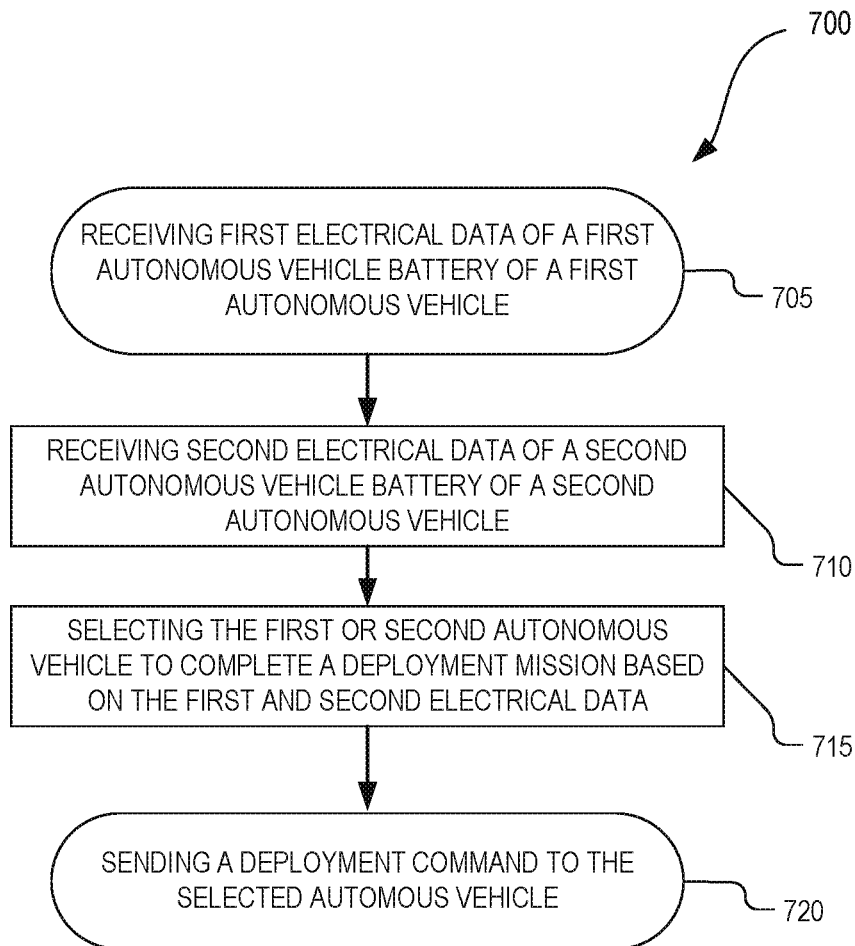 700
RECEIVING FIRST ELECTRICAL DATA OF A FIRST
AUTONOMOUS VEHICLE BATTERY OF A FIRST
AUTONOMOUS VEHICLE
705
RECEIVING SECOND ELECTRICAL DATA OF A SECOND
AUTONOMOUS VEHICLE BATTERY OF A SECOND
AUTONOMOUS VEHICLE
710
SELECTING THE FIRST OR SECOND AUTONOMOUS
VEHICLE TO COMPLETE A DEPLOYMENT MISSION BASED
ON THE FIRST AND SECOND ELECTRICAL DATA
715
SENDING A DEPLOYMENT COMMAND TO THE
SELECTED AUTOMOUS VEHICLE
720